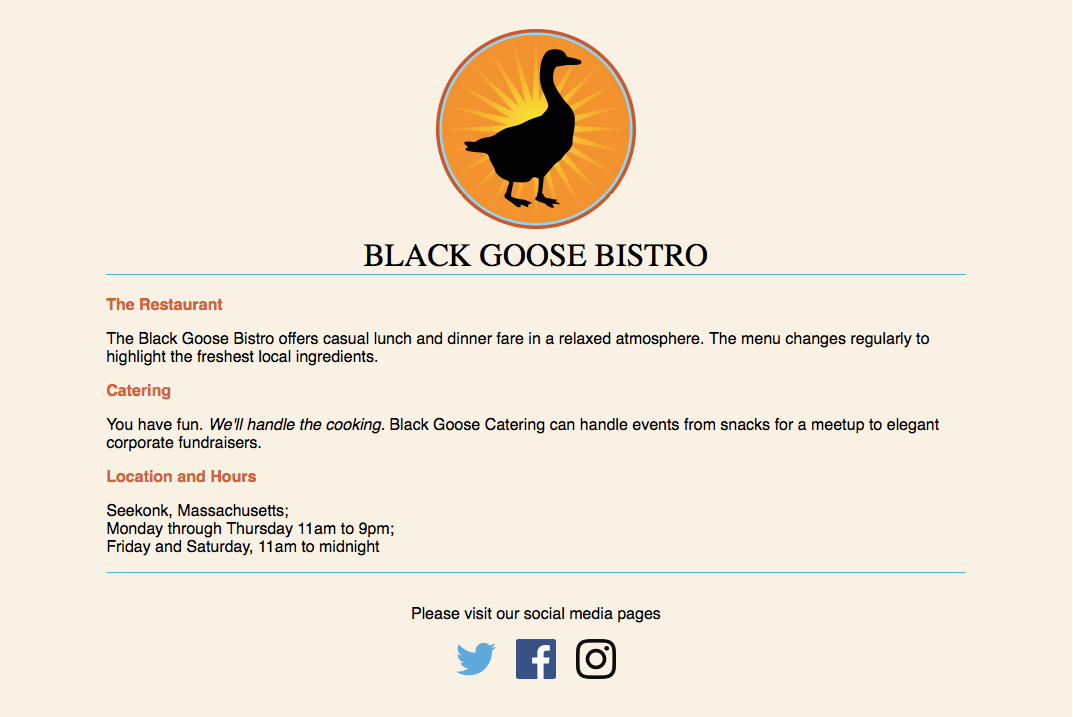 BLACK GOOSE BISTRO
The Restaurant
The Black Goose Bistro offers casual lunch and dinner fare in a relaxed atmosphere. The menu changes regularly to
highlight the freshest local ingredients.
Catering
You have fun. We'll handle the cooking. Black Goose Catering can handle events from snacks for a meetup to elegant
corporate fundraisers.
Location and Hours
Seekonk, Massachusetts;
Monday through Thursday 11am to 9pm;
Friday and Saturday, 11am to midnight
Please visit our social media pages